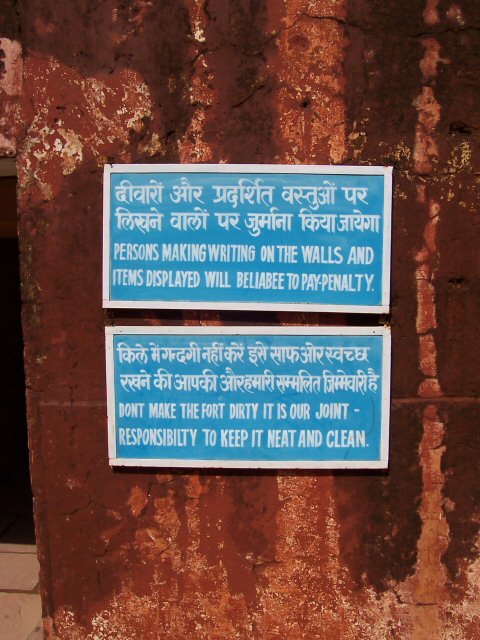 दीवारों और प्रदर्शित वस्तुओं पर
लिखने वालों पर जुर्माना किया जायेगा
PERSONS MAKING WRITING ON THE WALLS AND
ITEMS DISPLAYED WILL BELIABEE TO PAY-PENALTY.
किले में गन्दगी नहीं करें इसे साफ ओर स्वच्छ
रखने की आपकी और हमारी सम्मलित जिम्मेवारी है
DONT MAKE THE FORT DIRTY IT IS OUR JOINT -
RESPONSIBILTY TO KEEP IT NEAT AND CLEAN.